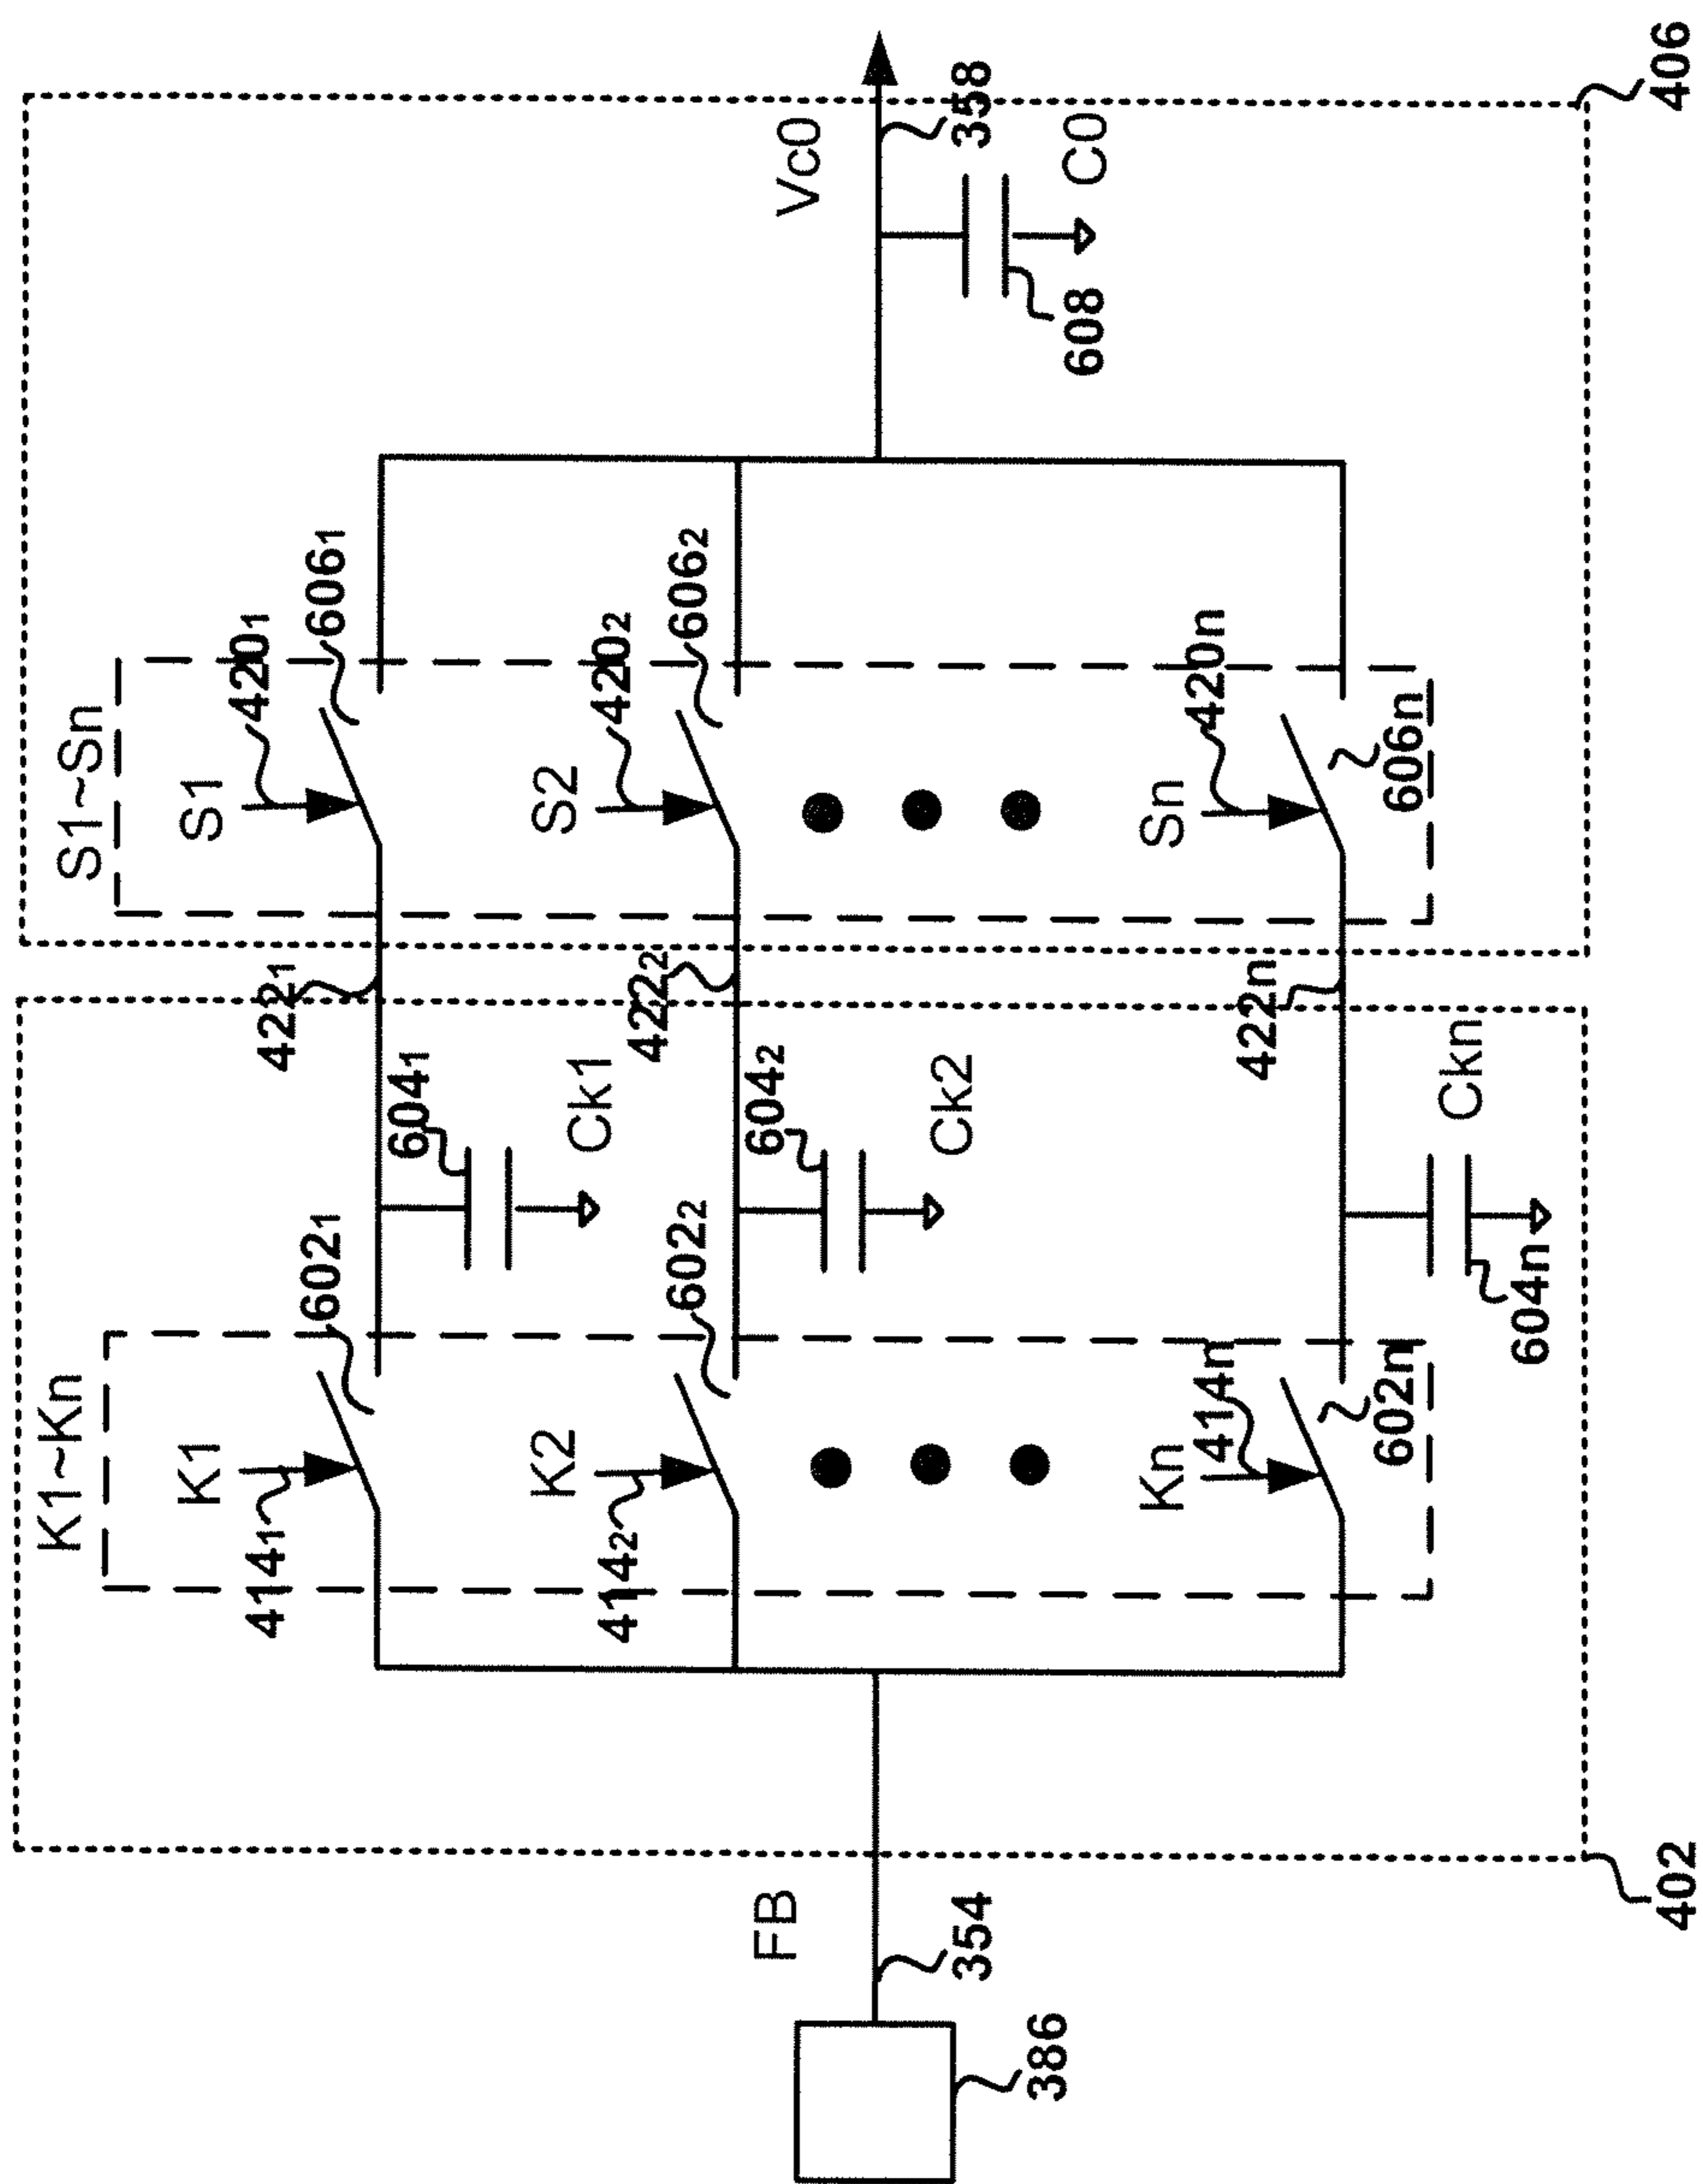 K1~Kn
S1~Sn
K1
414₁
602₁
604₁
Ck1
422₁
S1
420₁
606₁
K2
414₂
602₂
604₂
Ck2
422₂
S2
420₂
606₂
FB
354
386
Vc0
358
C0
608
Kn
414n
602n
604n
Ckn
422n
Sn
420n
606n
402
406